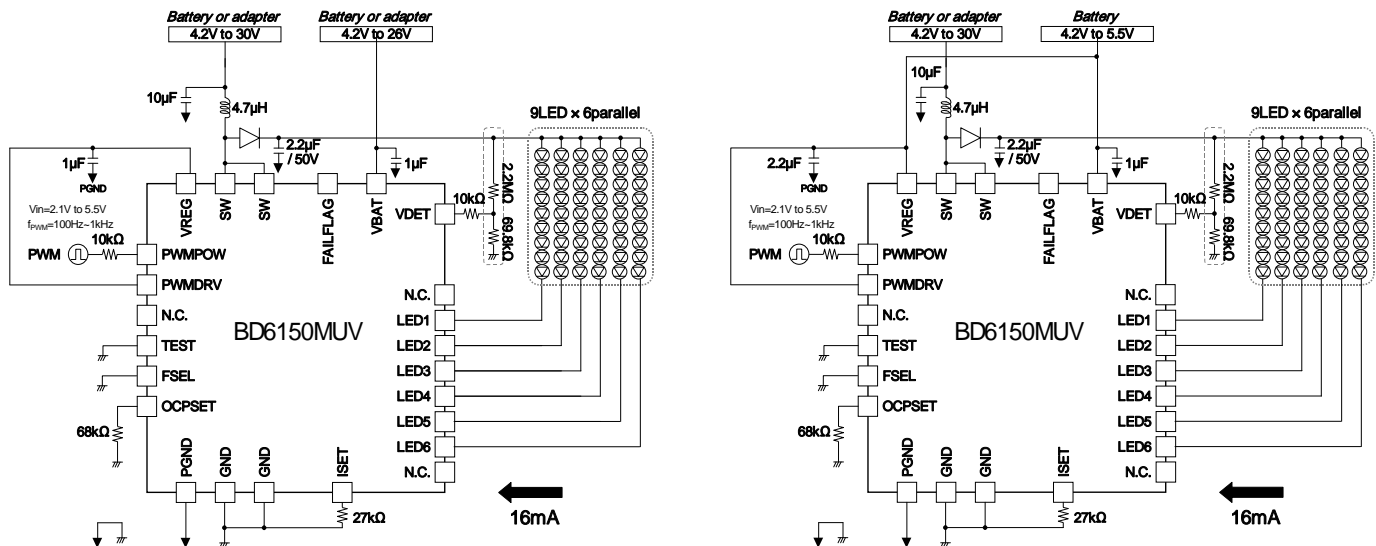 Battery or adapter
4.2V to 30V
Battery or adapter
4.2V to 26V
10µF
4.7µH
9LED × 6parallel
2.2µF
/ 50V
1µF
1µF
PGND
2.2MΩ
69.8kΩ
10kΩ
Vin=2.1V to 5.5V
fPWM=100Hz~1kHz
10kΩ
PWM
VREG
SW
SW
FAILFLAG
VBAT
VDET
PWMPOW
PWMDRV
N.C.
TEST
FSEL
OCPSET
68kΩ
BD6150MUV
N.C.
LED1
LED2
LED3
LED4
LED5
LED6
N.C.
PGND
GND
GND
ISET
27kΩ
16mA
Battery or adapter
4.2V to 30V
Battery
4.2V to 5.5V
10µF
4.7µH
9LED × 6parallel
2.2µF
/ 50V
2.2µF
1µF
PGND
2.2MΩ
69.8kΩ
10kΩ
Vin=2.1V to 5.5V
fPWM=100Hz~1kHz
10kΩ
PWM
VREG
SW
SW
FAILFLAG
VBAT
VDET
PWMPOW
PWMDRV
N.C.
TEST
FSEL
OCPSET
68kΩ
BD6150MUV
N.C.
LED1
LED2
LED3
LED4
LED5
LED6
N.C.
PGND
GND
GND
ISET
27kΩ
16mA